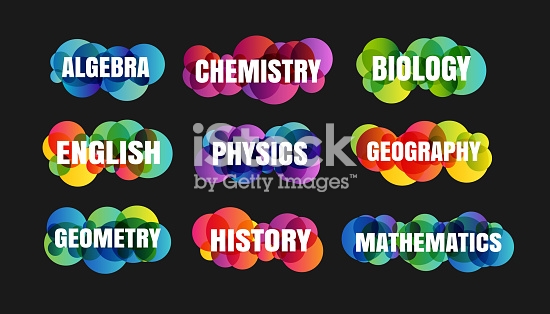 ALGEBRA
CHEMISTRY
BIOLOGY
ENGLISH
PHYSICS
GEOGRAPHY
iStock
by Getty Images™
GEOMETRY
HISTORY
MATHEMATICS